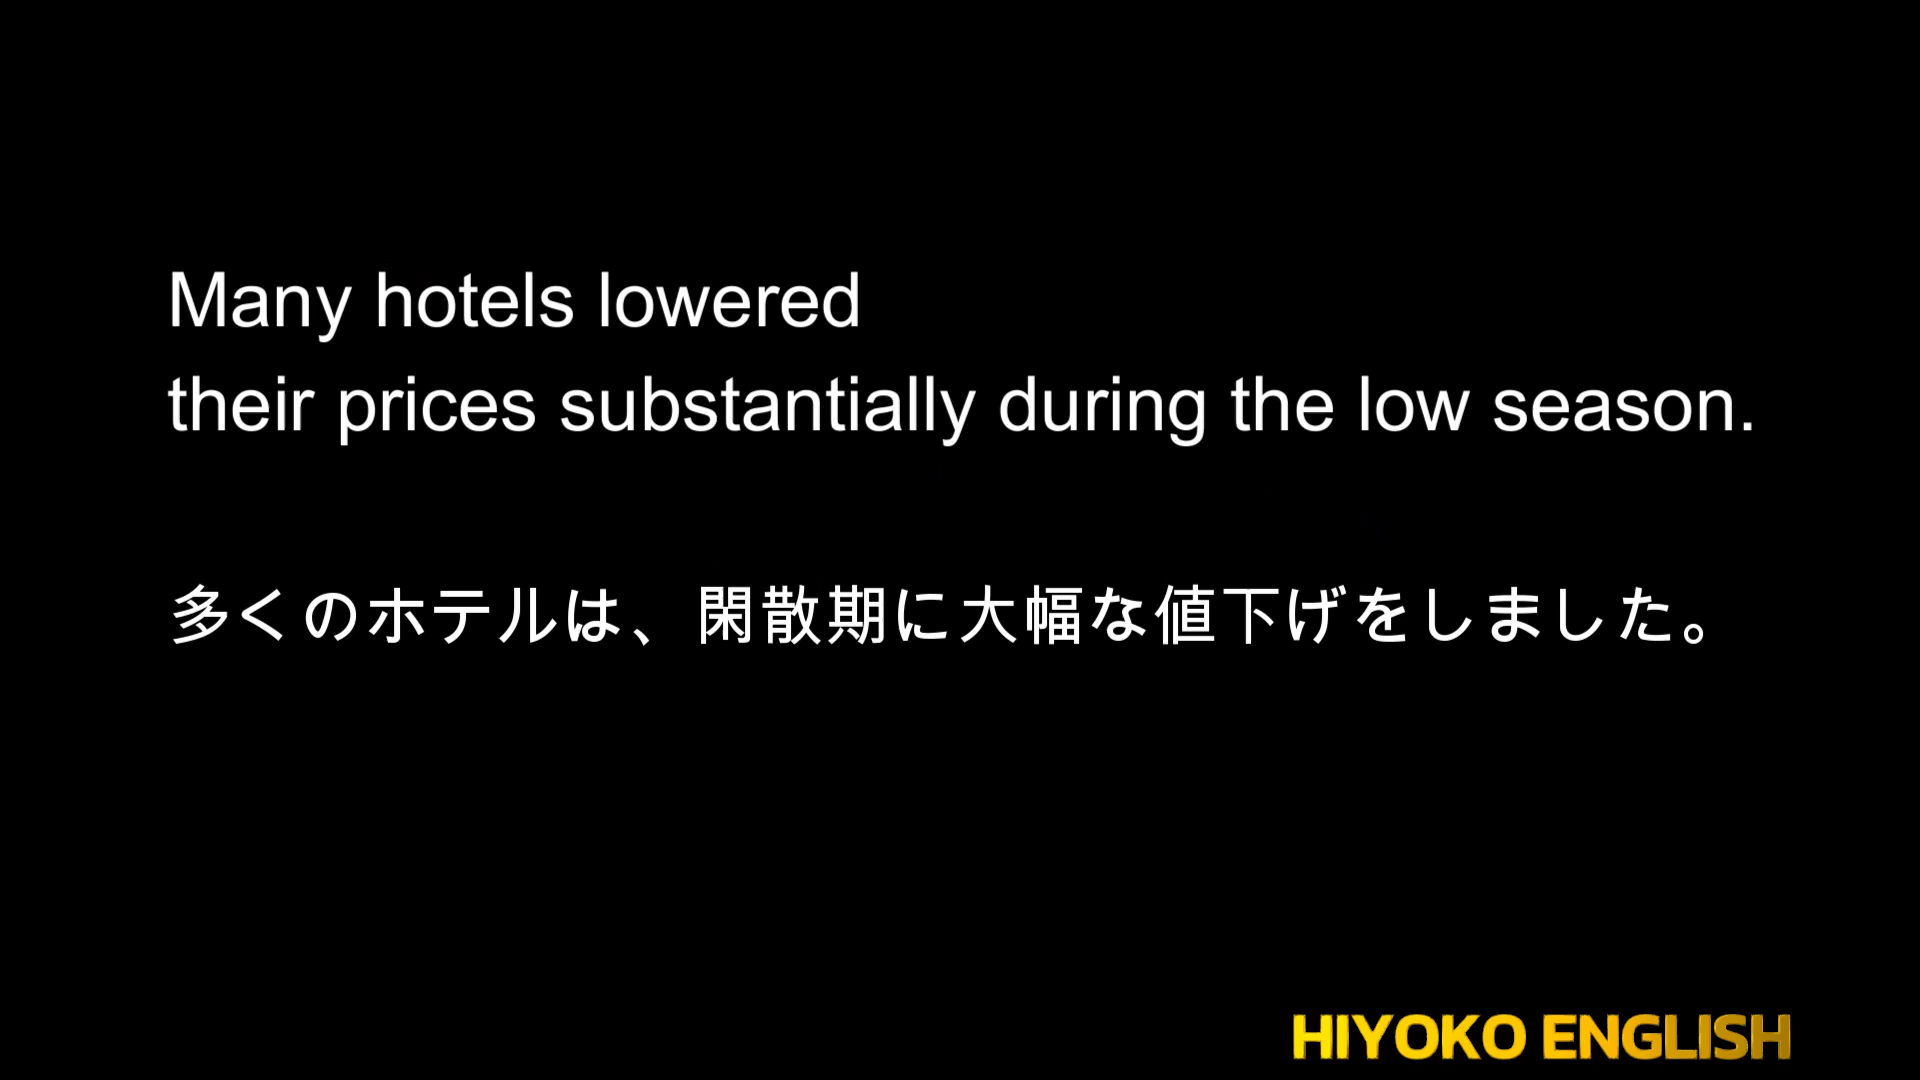 Many hotels lowered
their prices substantially during the low season.
多くのホテルは、閑散期に大幅な値下げをしました。
HIYOKO ENGLISH